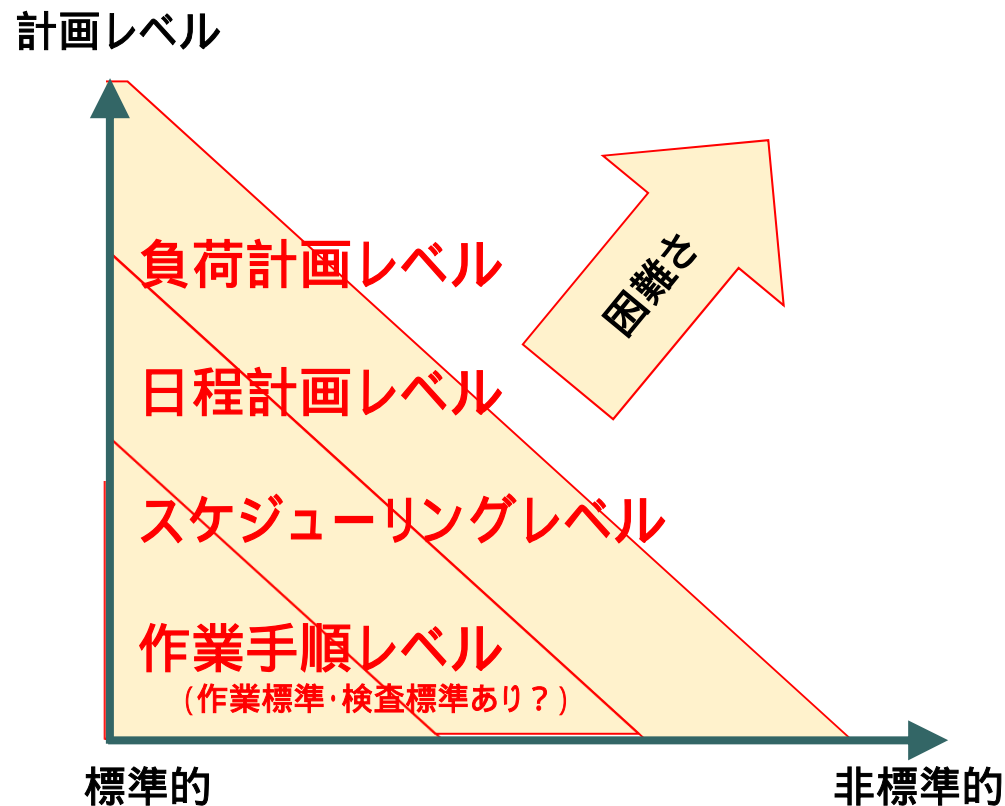 計画レベル
負荷計画レベル
困難さ
日程計画レベル
スケジューリングレベル
作業手順レベル
(作業標準･検査標準あり？)
標準的
非標準的